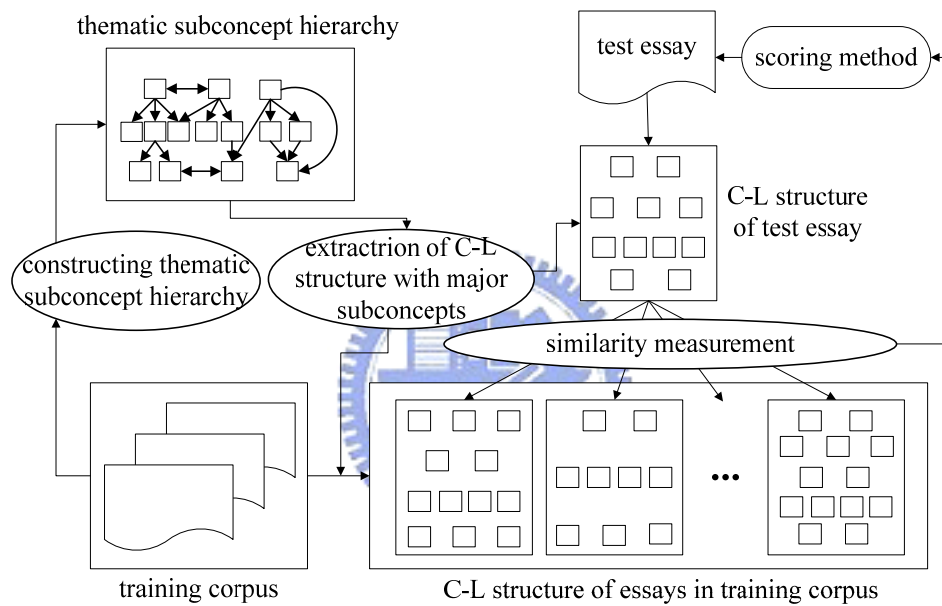 thematic subconcept hierarchy
test essay
scoring method
C-L structure
of test essay
constructing thematic
subconcept hierarchy
extractrion of C-L
structure with major
subconcepts
similarity measurement
...
training corpus
C-L structure of essays in training corpus